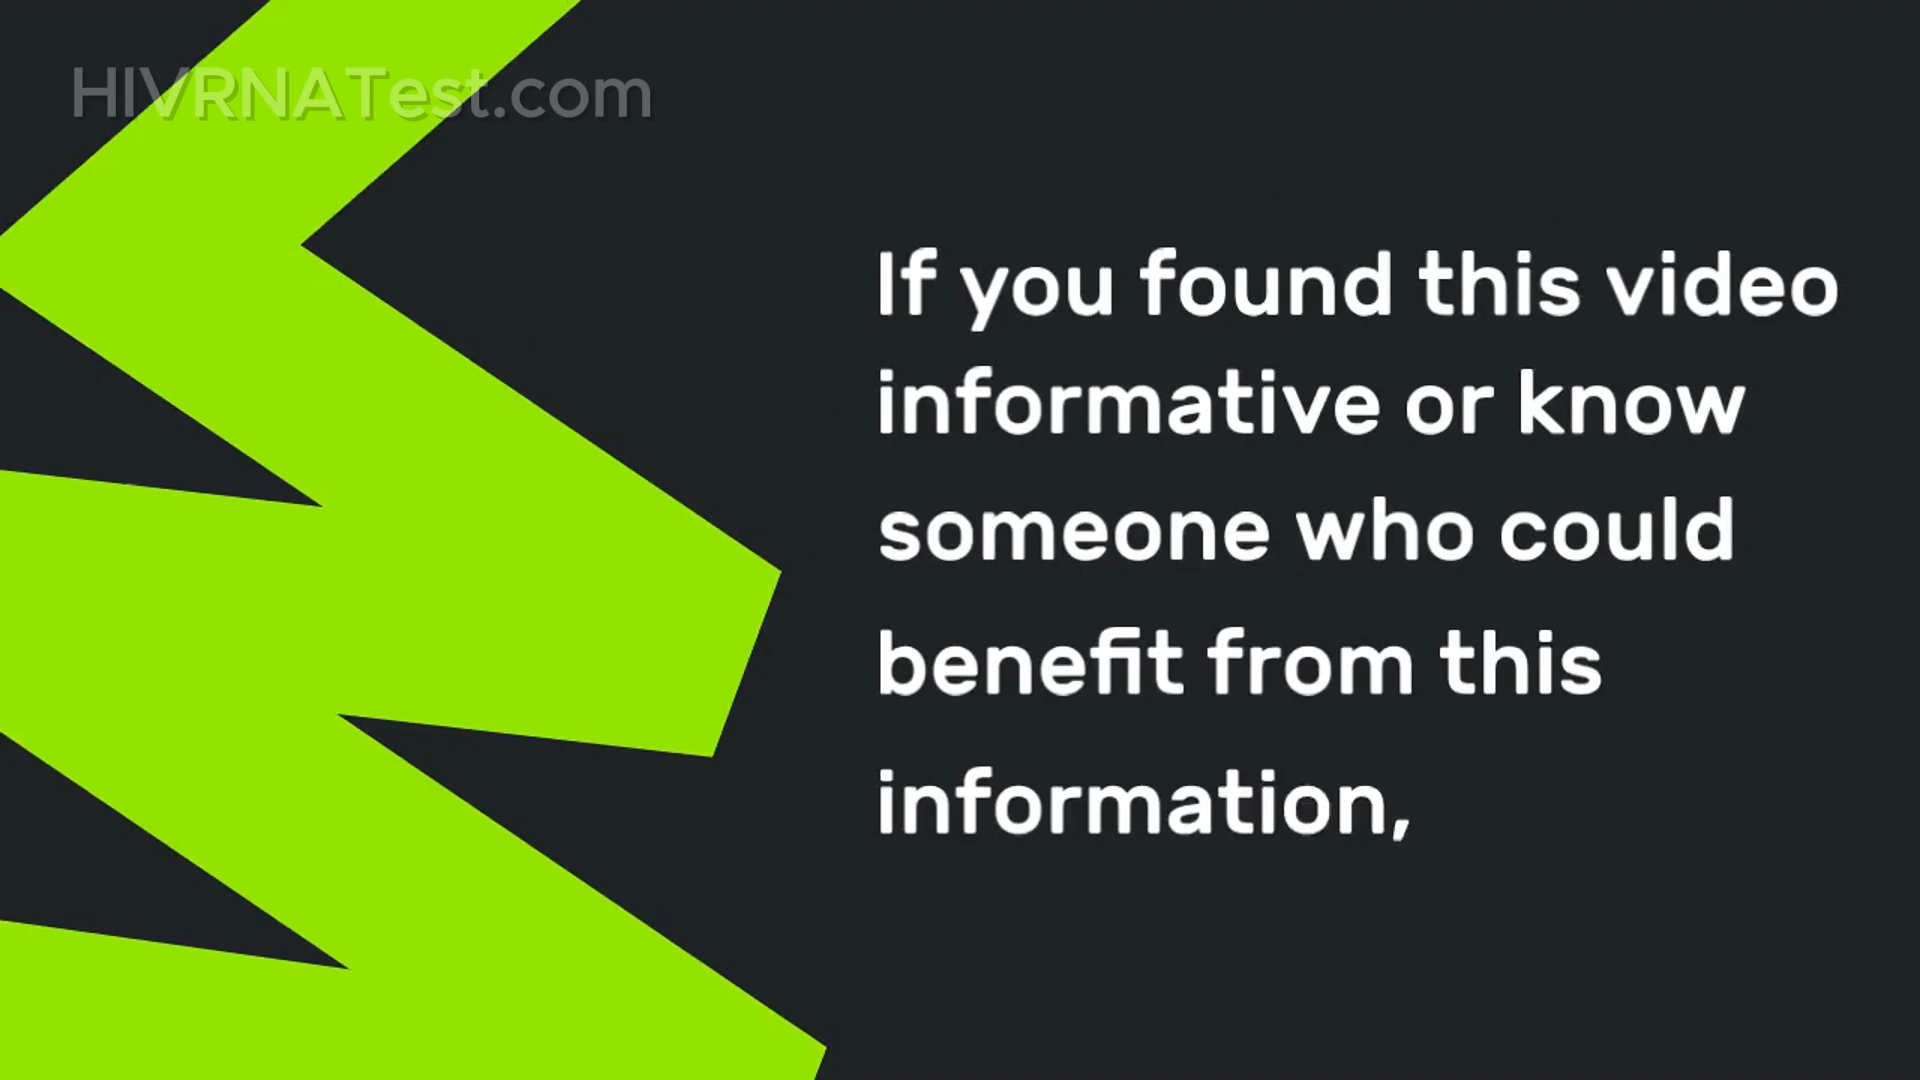 HIVRNATest.com
If you found this video
informative or know
someone who could
benefit from this
information,